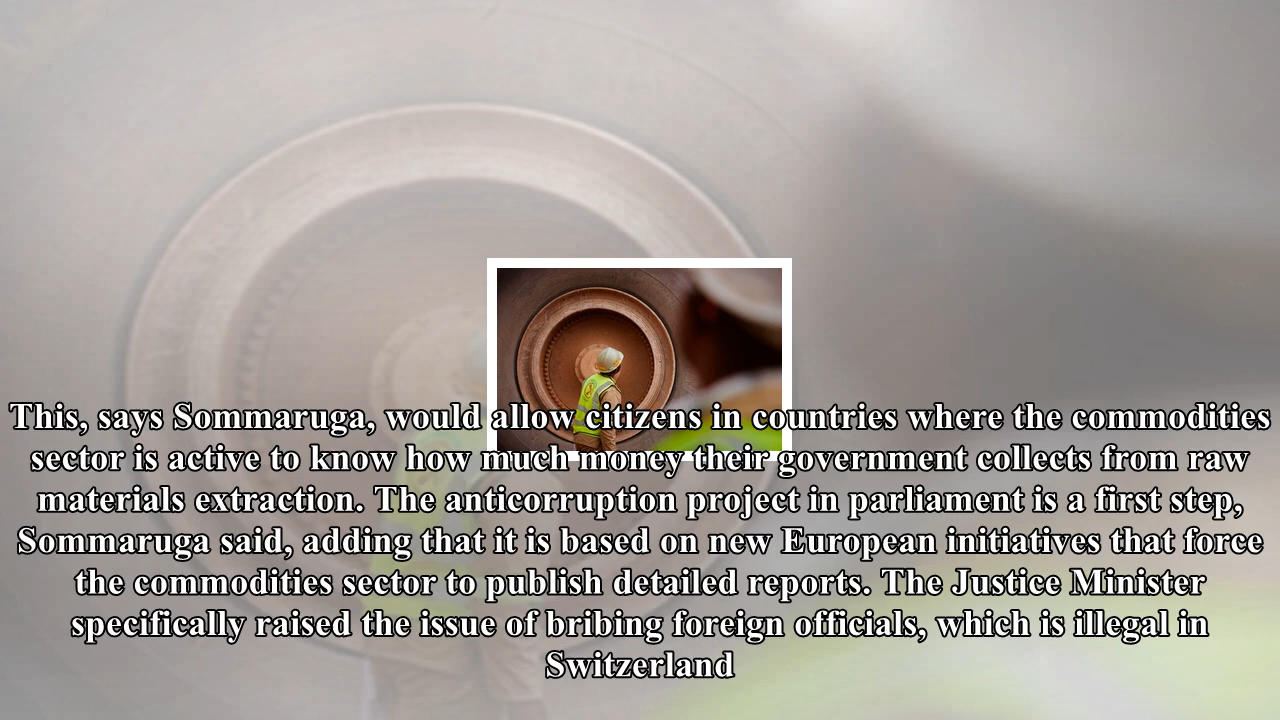 This, says Sommaruga, would allow citizens in countries where the commodities
sector is active to know how much money their government collects from raw
materials extraction. The anticorruption project in parliament is a first step,
Sommaruga said, adding that it is based on new European initiatives that force
the commodities sector to publish detailed reports. The Justice Minister
specifically raised the issue of bribing foreign officials, which is illegal in
Switzerland